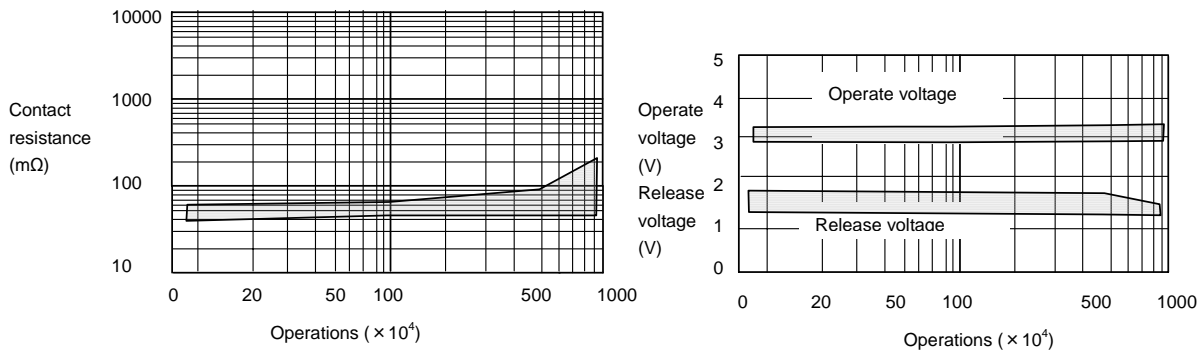 10000
1000
100
10
Contact
resistance
(mΩ)
0 20 50 100 500 1000
Operations (×10⁴)
5
4
3
2
1
0
Operate
voltage
(V)
Release
voltage
(V)
Operate voltage
Release voltage
0 20 50 100 500 1000
Operations (×10⁴)